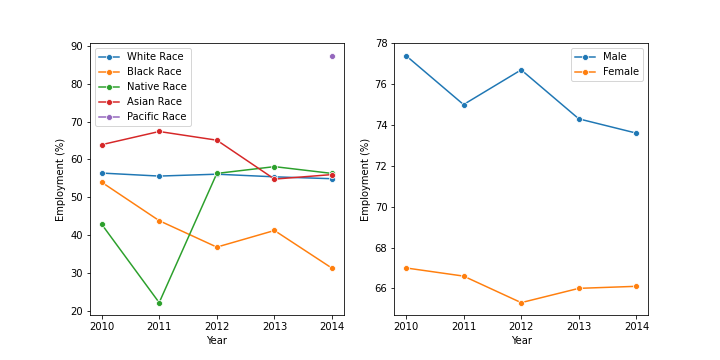 90
80
70
60
50
40
30
20
Employment (%)
White Race
Black Race
Native Race
Asian Race
Pacific Race
2010 2011 2012 2013 2014
Year
78
76
74
72
70
68
66
Employment (%)
Male
Female
2010 2011 2012 2013 2014
Year